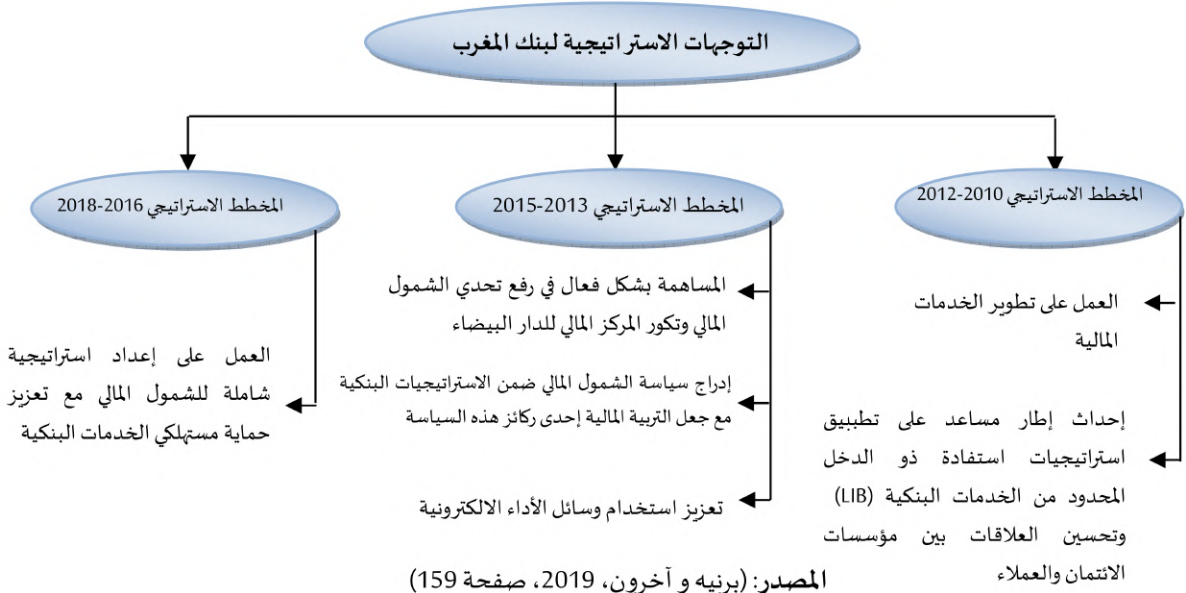 التوجهات الاستراتيجية لبنك المغرب
المخطط الاستراتيجي 2010-2012
العمل على تطوير الخدمات
المالية
إحداث إطار مساعد على تطبيق
استراتيجيات استفادة ذو الدخل
المحدود من الخدمات البنكية (LIB)
وتحسين العلاقات بين مؤسسات
الائتمان والعملاء
المخطط الاستراتيجي 2013-2015
المساهمة بشكل فعال في رفع تحدي الشمول
المالي وتكور المركز المالي للدار البيضاء
إدراج سياسة الشمول المالي ضمن الاستراتيجيات البنكية
مع جعل التربية المالية إحدى ركائز هذه السياسة
تعزيز استخدام وسائل الأداء الالكترونية
المخطط الاستراتيجي 2016-2018
العمل على إعداد استراتيجية
شاملة للشمول المالي مع تعزيز
حماية مستهلكي الخدمات البنكية
المصدر: (برنيه و آخرون، 2019، صفحة 159)